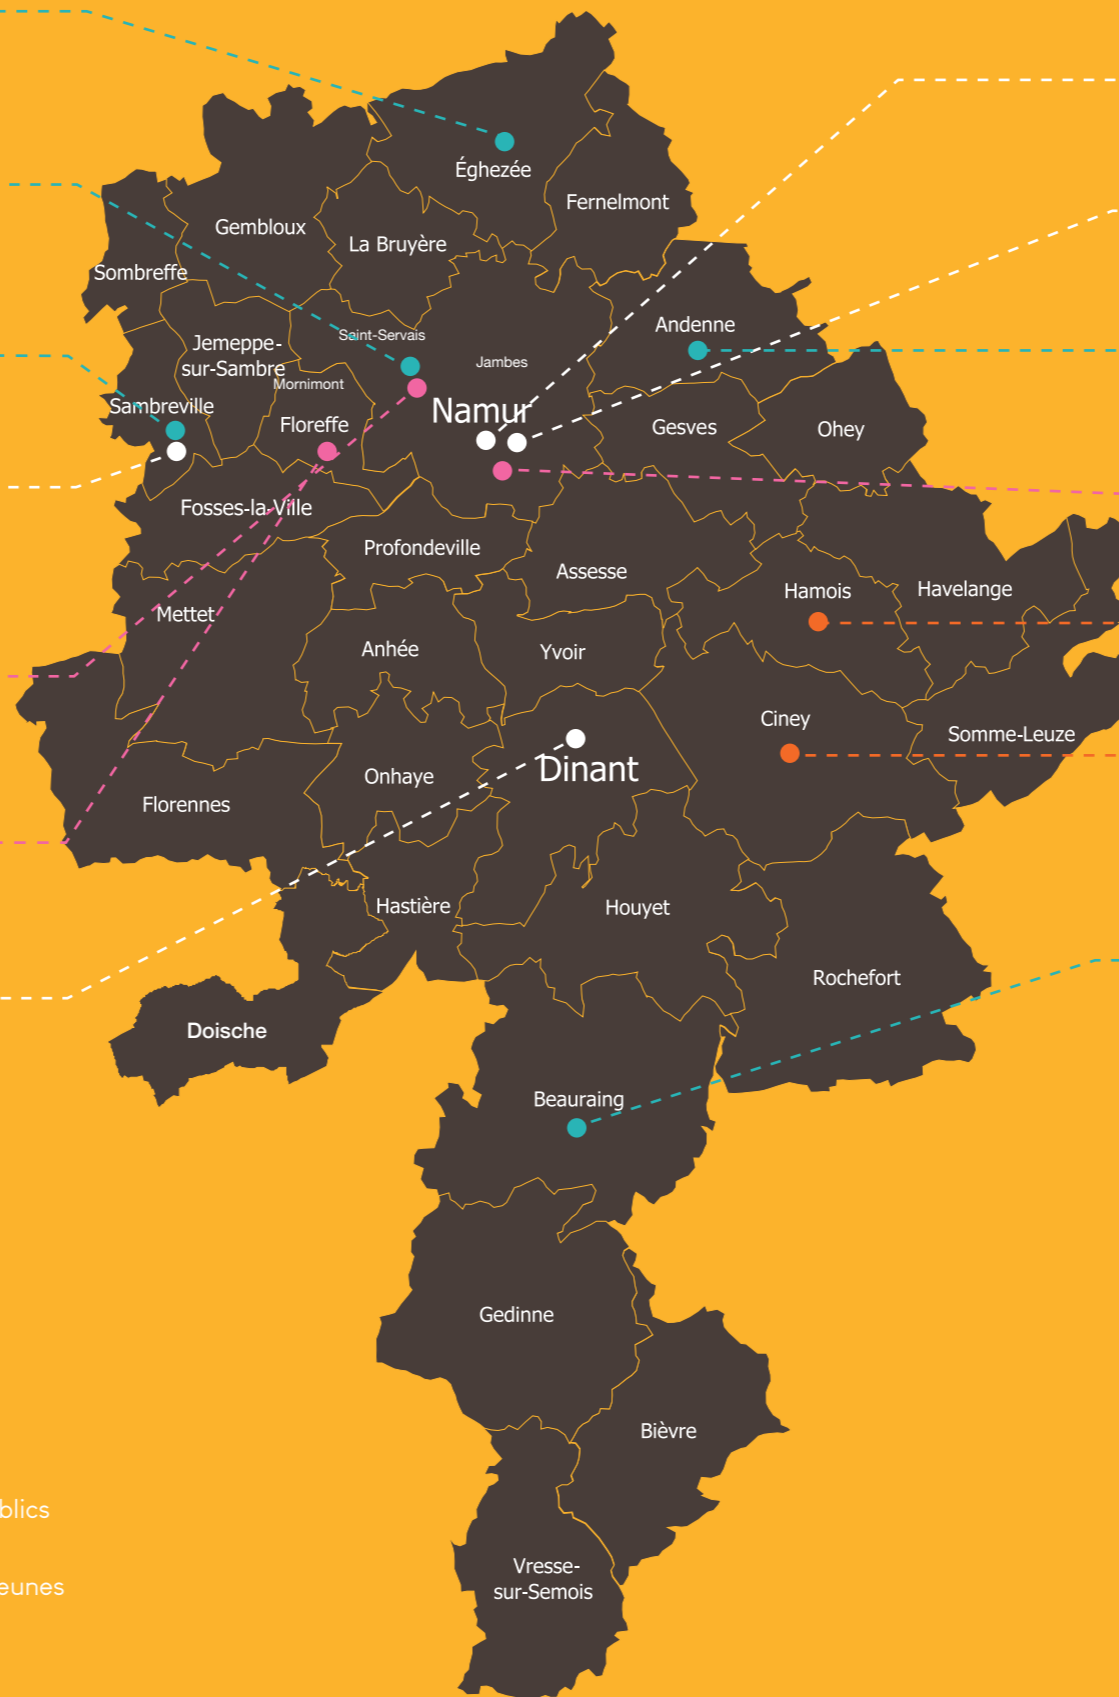 Éghezée
Fernelmont
Gembloux
La Bruyère
Sombreffe
Andenne
Saint-Servais
Jemeppe-
sur-Sambre
Jambes
Mornimont
Sambreville
Namur
Floreffe
Gesves
Ohey
Fosses-la-Ville
Profondeville
Assesse
Hamois
Havelange
Mettet
Anhée
Yvoir
Ciney
Somme-Leuze
Dinant
Onhaye
Florennes
Hastière
Houyet
Rochefort
Doische
Beauraing
Gedinne
Bièvre
blics
Vresse-
sur-Semois
eunes